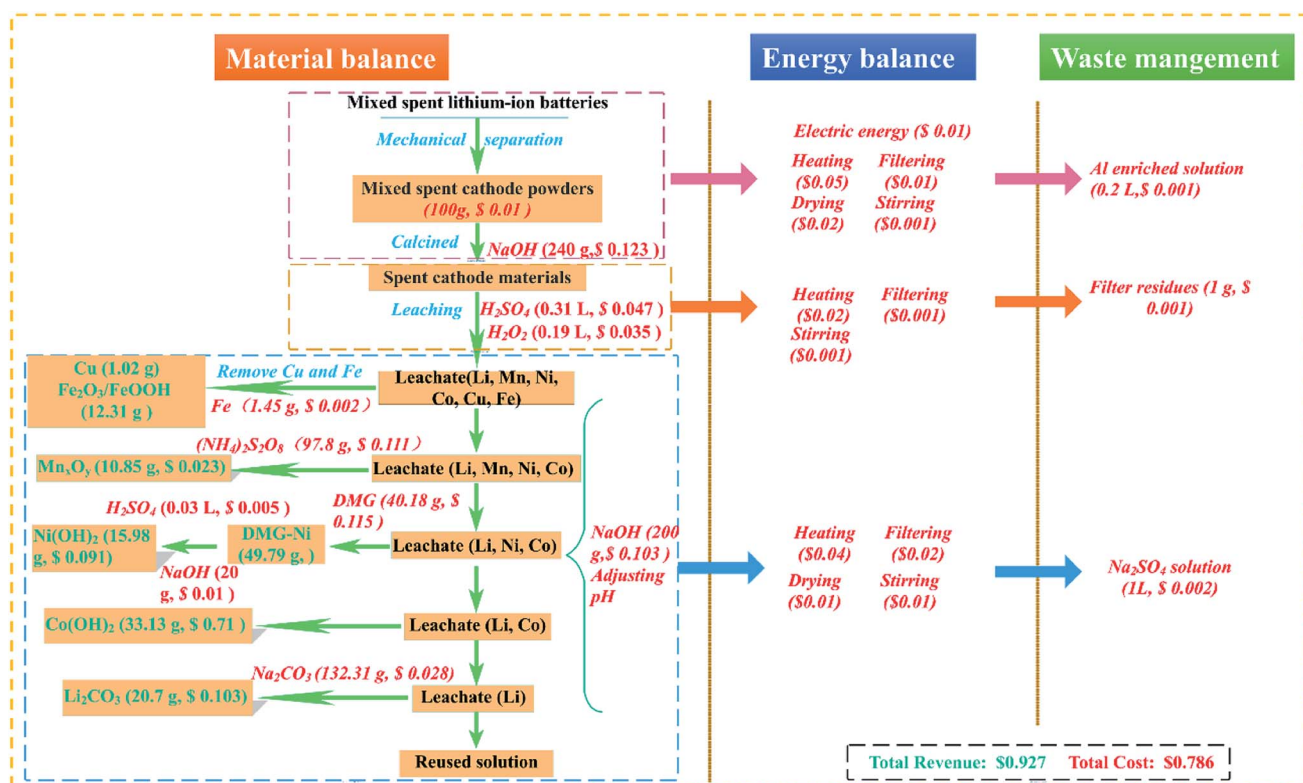 Material balance
Energy balance
Waste mangement
Mixed spent lithium-ion batteries
Mechanical separation
Mixed spent cathode powders
(100g, $ 0.01 )
Calcined
NaOH (240 g,$ 0.123 )
Electric energy ($ 0.01)
Heating
($0.05)
Filtering
($0.01)
Drying
($0.02)
Stirring
($0.001)
Al enriched solution
(0.2 L,$ 0.001)
Spent cathode materials
Leaching
H₂SO₄ (0.31 L, $ 0.047 )
H₂O₂ (0.19 L, $ 0.035 )
Heating
($0.02)
Filtering
($0.001)
Stirring
($0.001)
Filter residues (1 g, $
0.001)
Cu (1.02 g)
Fe₂O₃/FeOOH
(12.31 g )
Remove Cu and Fe
Fe（1.45 g, $ 0.002）
Leachate(Li, Mn, Ni,
Co, Cu, Fe)
(NH₄)₂S₂O₈（97.8 g, $ 0.111）
MnₓOᵧ (10.85 g, $ 0.023)
Leachate (Li, Mn, Ni, Co)
H₂SO₄ (0.03 L, $ 0.005 )
DMG (40.18 g, $
0.115)
Ni(OH)₂ (15.98
g, $ 0.091)
DMG-Ni
(49.79 g, )
Leachate (Li, Ni, Co)
NaOH (20
g, $ 0.01 )
NaOH (200
g,$ 0.103 )
Adjusting
pH
Heating
($0.04)
Filtering
($0.02)
Drying
($0.01)
Stirring
($0.01)
Na₂SO₄ solution
(1L, $ 0.002)
Co(OH)₂ (33.13 g, $ 0.71 )
Leachate (Li, Co)
Na₂CO₃ (132.31 g, $ 0.028)
Li₂CO₃ (20.7 g, $ 0.103)
Leachate (Li)
Reused solution
Total Revenue: $0.927 Total Cost: $0.786